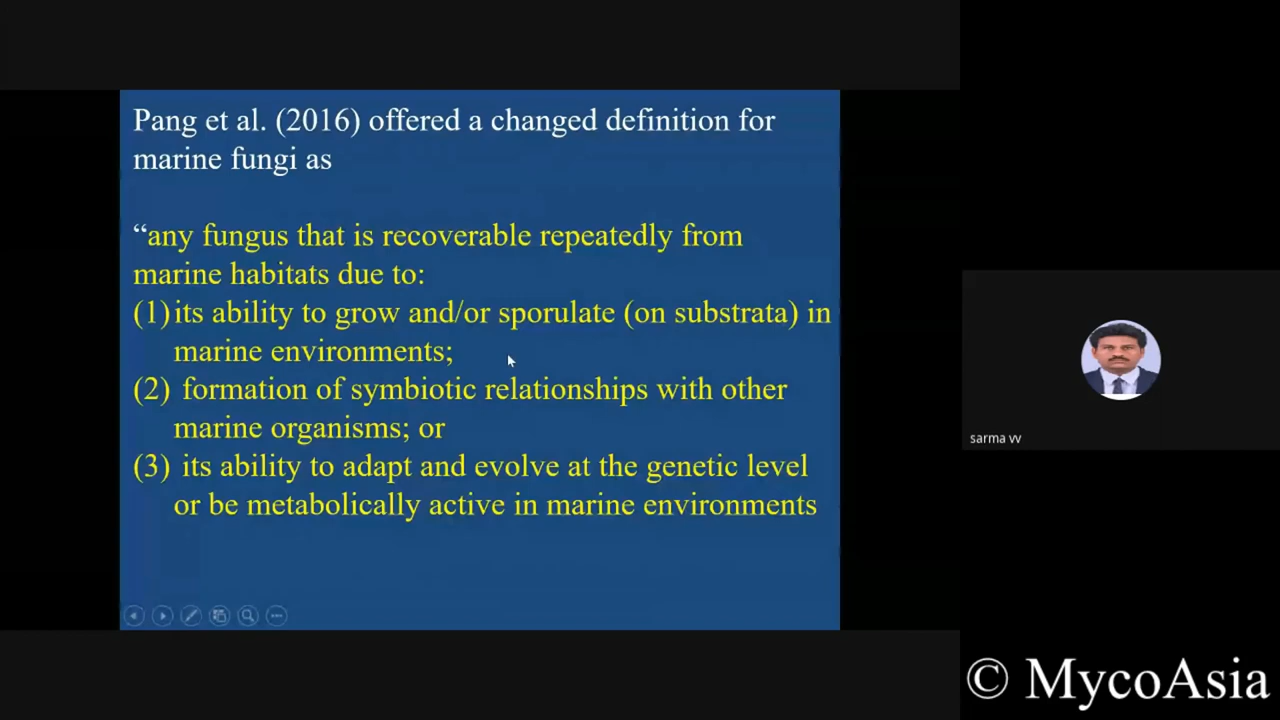 Pang et al. (2016) offered a changed definition for
marine fungi as
“any fungus that is recoverable repeatedly from
marine habitats due to:
(1) its ability to grow and/or sporulate (on substrata) in
marine environments;
(2) formation of symbiotic relationships with other
marine organisms; or
(3) its ability to adapt and evolve at the genetic level
or be metabolically active in marine environments
sarma vv
© MycoAsia